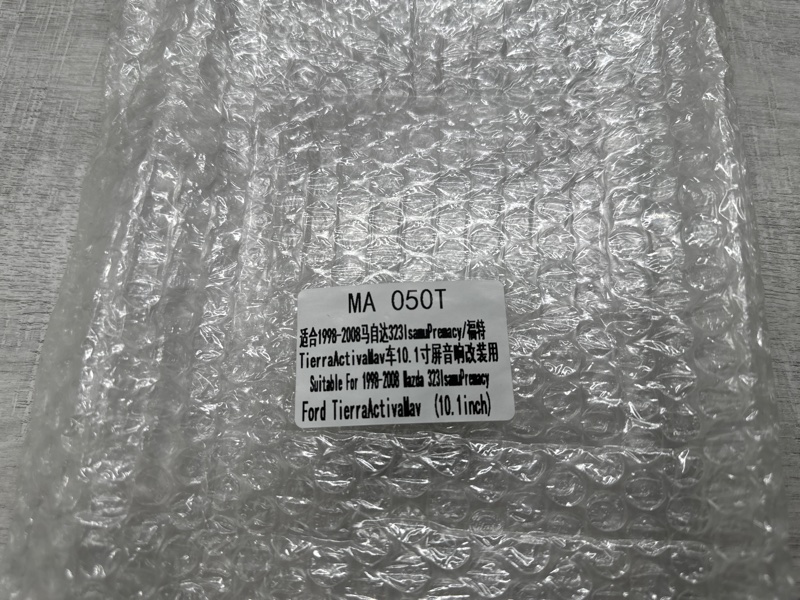 MA 050T
适合1998-2008马自达323IsamuPremacy/福特
TierraActivaMav车10.1寸屏音响改装用
Suitable For 1998-2008 Mazda 323IsamuPremacy
Ford TierraActivaMav (10.1inch)